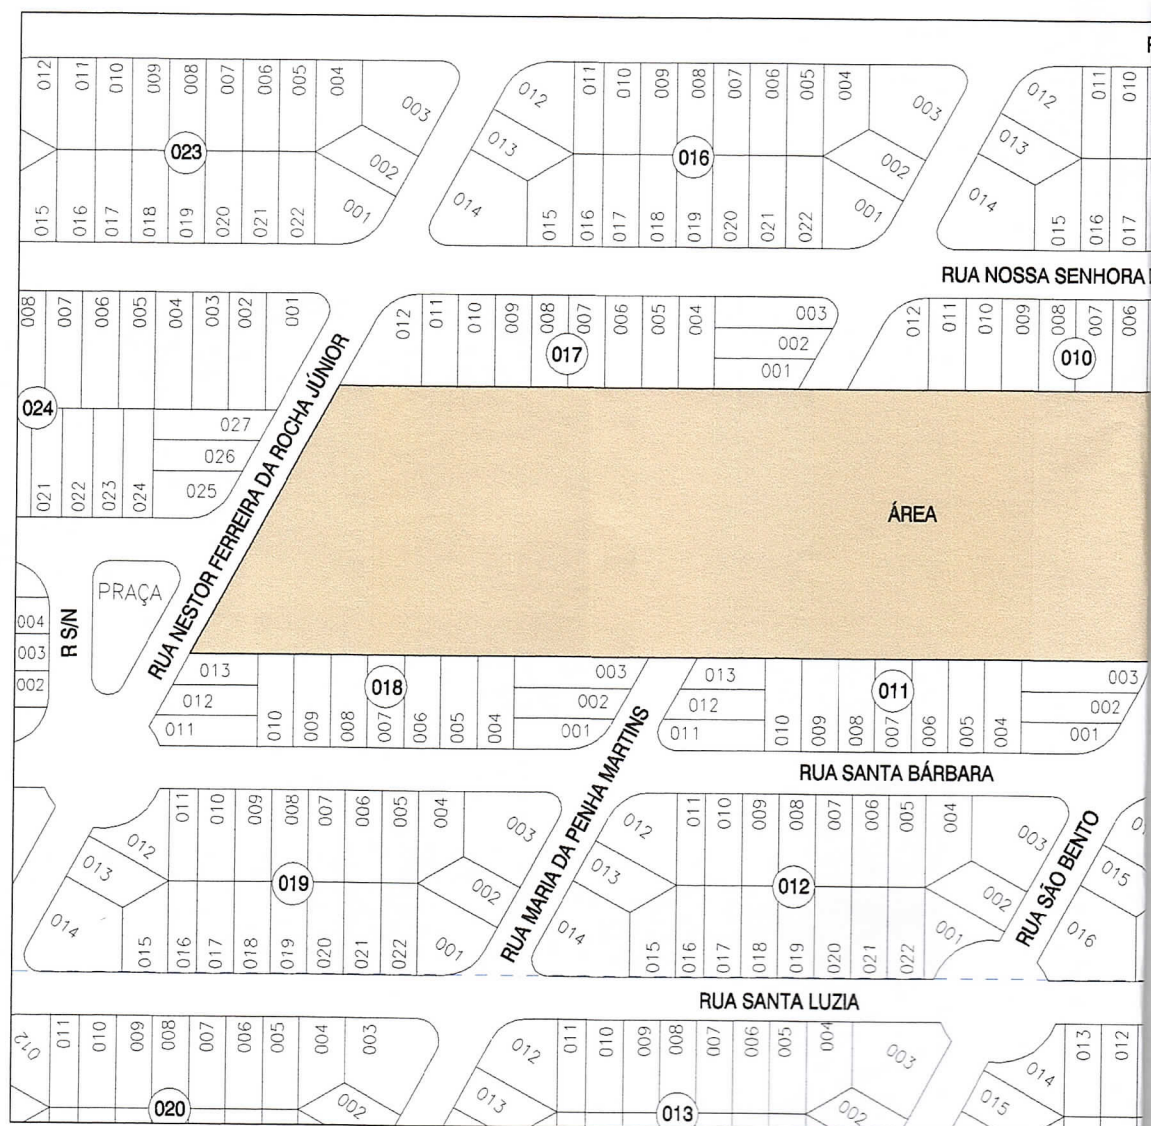 012 011 010 009 008 007 006 005 004 003
023
002
001
015 016 017 018 019 020 021 022
012 011 010 009 008 007 006 005 004 003
013
016
002
014
001
015 016 017 018 019 020 021 022
012 011 010
013
014
015 016 017
RUA NOSSA SENHORA
008 007 006 005 004 003 002 001
024
027
026
025
021 022 023 024
RUA NESTOR FERREIRA DA ROCHA JÚNIOR
012 011 010 009 008 007 006 005 004 003
017
002
001
012 011 010 009 008 007 006
010
ÁREA
PRAÇA
R S/N
004
003
002
013
012
011
018
010 009 008 007 006 005 004
003
002
001
RUA MARIA DA PENHA MARTINS
013
012
011
011
010 009 008 007 006 005 004
003
002
001
RUA SANTA BÁRBARA
012 011 010 009 008 007 006 005 004 003
013
019
002
014
001
015 016 017 018 019 020 021 022
012 011 010 009 008 007 006 005 004 003
013
012
002
014
001
015 016 017 018 019 020 021 022
RUA SÃO BENTO
015
016
RUA SANTA LUZIA
012 011 010 009 008 007 006 005 004 003
020
002
012 011 010 009 008 007 006 005 004 003
013
013
002
014 013 012
015